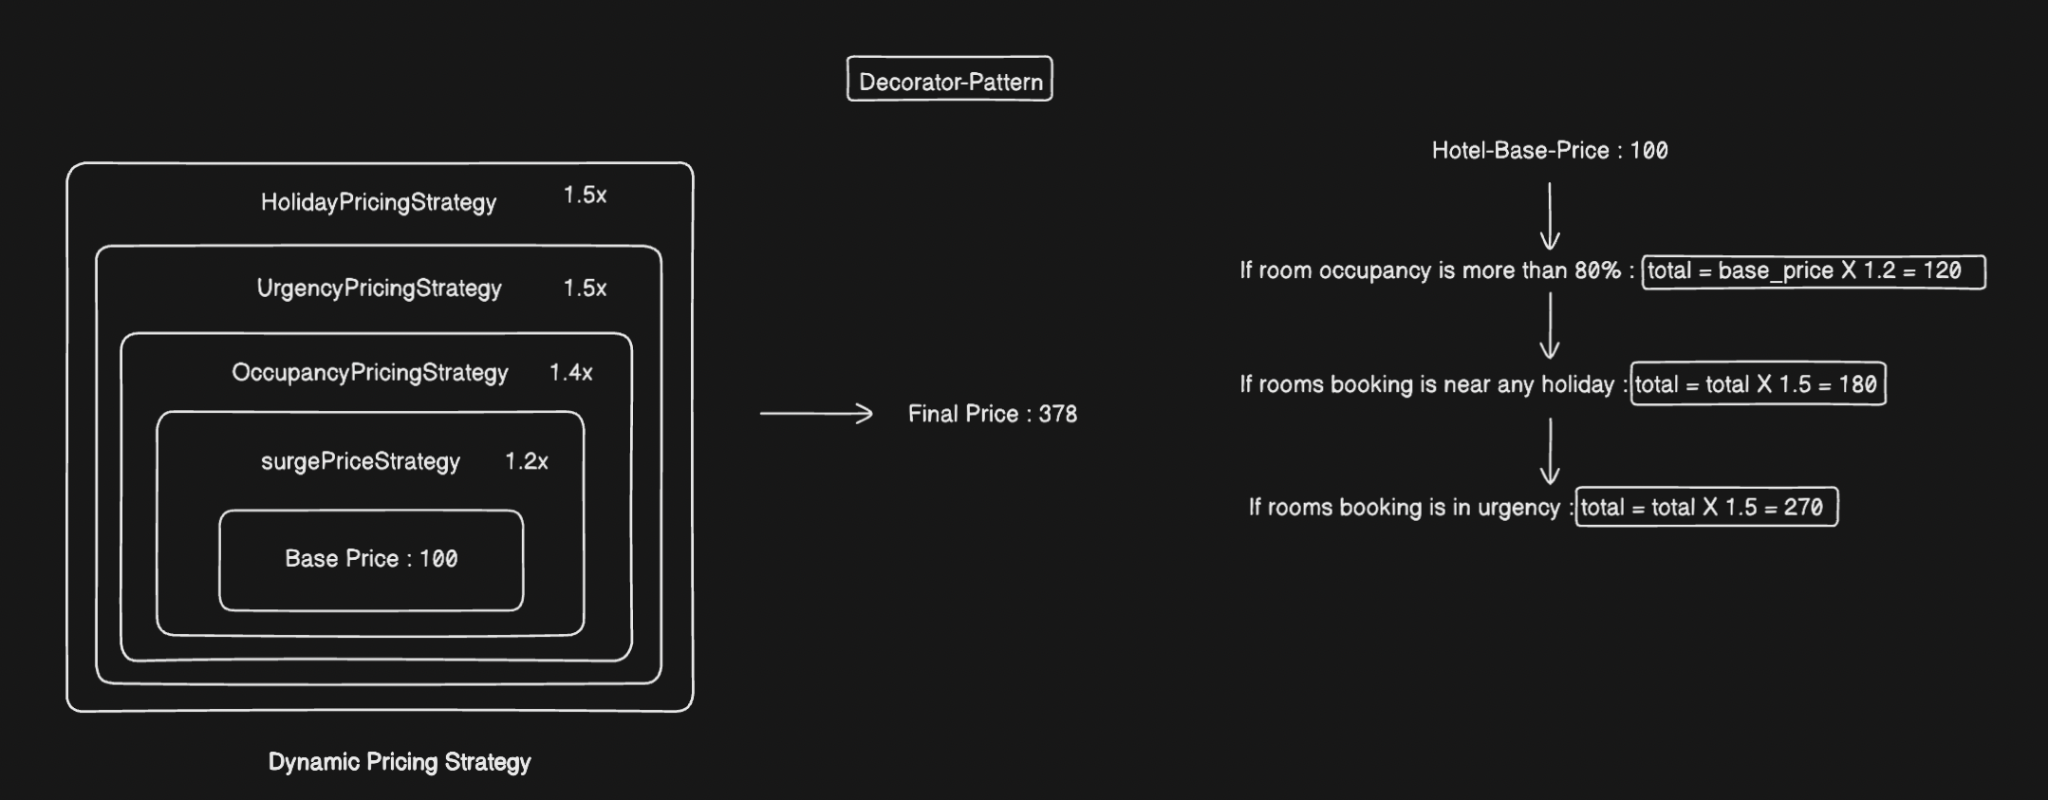 Decorator-Pattern
HolidayPricingStrategy 1.5x
UrgencyPricingStrategy 1.5x
OccupancyPricingStrategy 1.4x
surgePriceStrategy 1.2x
Base Price : 100
Dynamic Pricing Strategy
Final Price : 378
Hotel-Base-Price : 100
If room occupancy is more than 80% : total = base_price X 1.2 = 120
If rooms booking is near any holiday : total = total X 1.5 = 180
If rooms booking is in urgency : total = total X 1.5 = 270